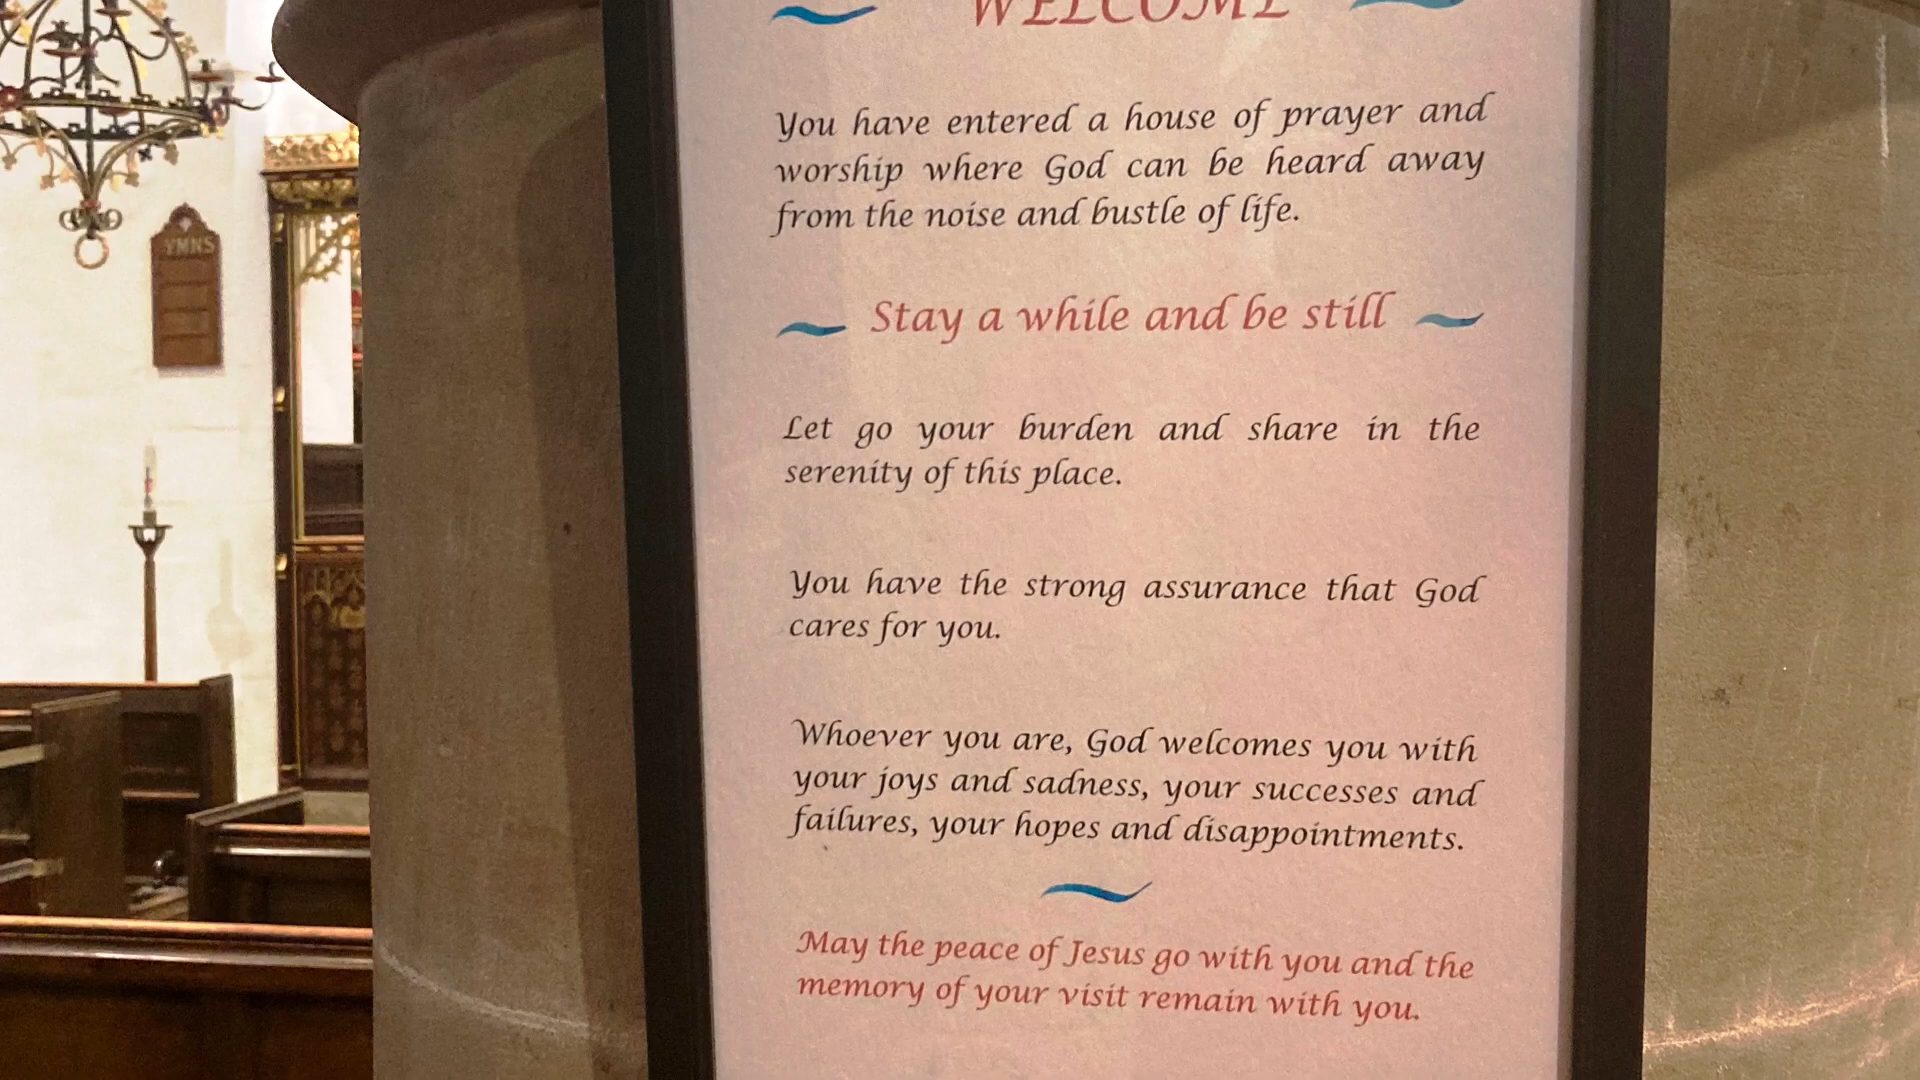 WELCOME
You have entered a house of prayer and
worship where God can be heard away
from the noise and bustle of life.
Stay a while and be still
Let go your burden and share in the
serenity of this place.
You have the strong assurance that God
cares for you.
Whoever you are, God welcomes you with
your joys and sadness, your successes and
failures, your hopes and disappointments.
May the peace of Jesus go with you and the
memory of your visit remain with you.
YMNS